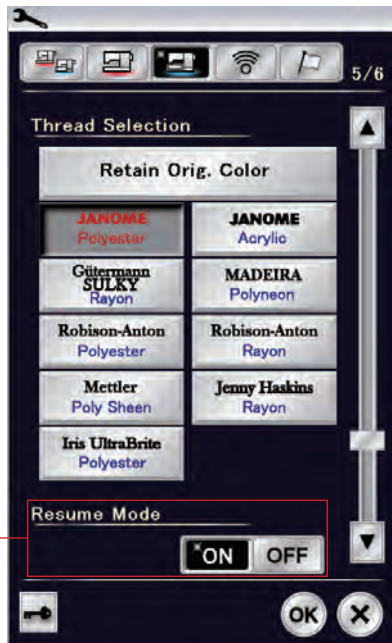 5/6
Thread Selection
Retain Orig. Color
JANOME
Polyester
JANOME
Acrylic
Gütermann
SULKY
Rayon
MADEIRA
Polyneon
Robison-Anton
Polyester
Robison-Anton
Rayon
Mettler
Poly Sheen
Jenny Haskins
Rayon
Iris UltraBrite
Polyester
Resume Mode
ON OFF
OK